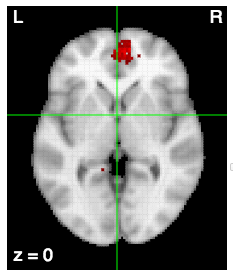 L R
z = 0